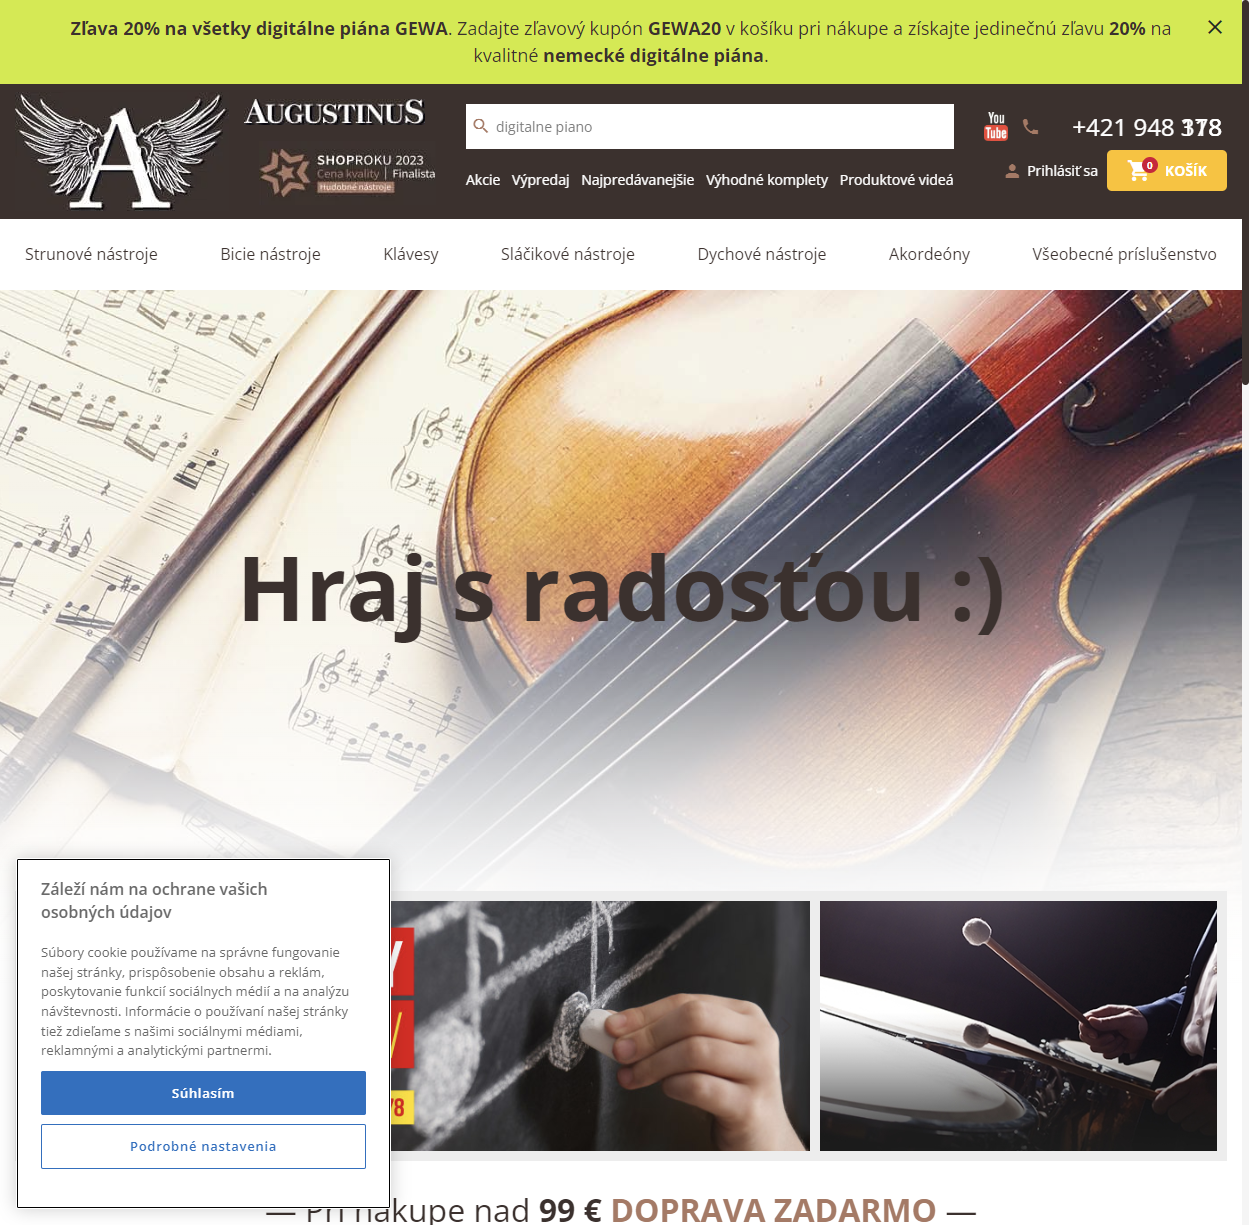 Zľava 20% na všetky digitálne piána GEWA. Zadajte zľavový kupón GEWA20 v košíku pri nákupe a získajte jedinečnú zľavu 20% na
kvalitné nemecké digitálne piána.
AUGUSTINUS
SHOPROKU 2023
Cena kvality | Finalista
Hudobné nástroje
digitalne piano
Akcie Výpredaj Najpredávanejšie Výhodné komplety Produktové videá
You
Tube
+421 948
Prihlásiť sa
0
KOŠÍK
Strunové nástroje Bicie nástroje Klávesy Sláčikové nástroje Dychové nástroje Akordeóny Všeobecné príslušenstvo
Hraj s radosťou :)
Záleží nám na ochrane vašich
osobných údajov
Súbory cookie používame na správne fungovanie
našej stránky, prispôsobenie obsahu a reklám,
poskytovanie funkcií sociálnych médií a na analýzu
návštevnosti. Informácie o používaní našej stránky
tiež zdieľame s našimi sociálnymi médiami,
reklamnými a analytickými partnermi.
Súhlasím
Podrobné nastavenia
— Pri nákupe nad 99 € DOPRAVA ZADARMO —